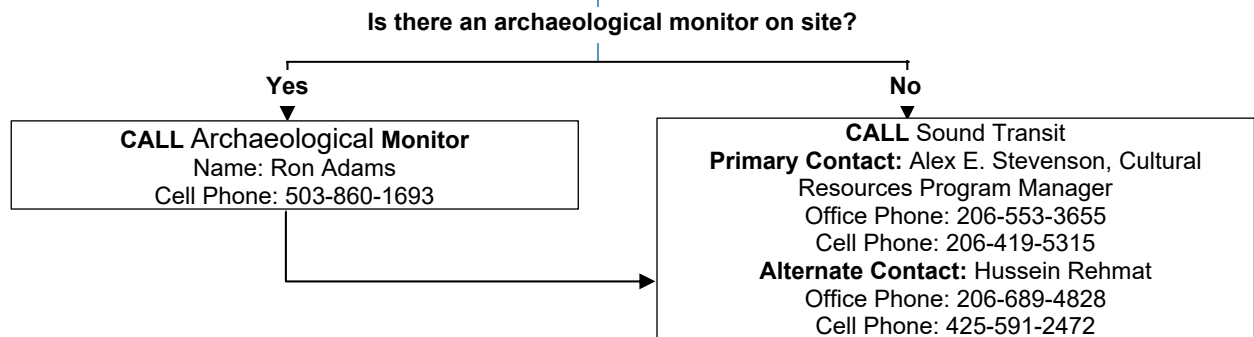 Is there an archaeological monitor on site?
Yes
No
CALL Archaeological Monitor
Name: Ron Adams
Cell Phone: 503-860-1693
CALL Sound Transit
Primary Contact: Alex E. Stevenson, Cultural
Resources Program Manager
Office Phone: 206-553-3655
Cell Phone: 206-419-5315
Alternate Contact: Hussein Rehmat
Office Phone: 206-689-4828
Cell Phone: 425-591-2472